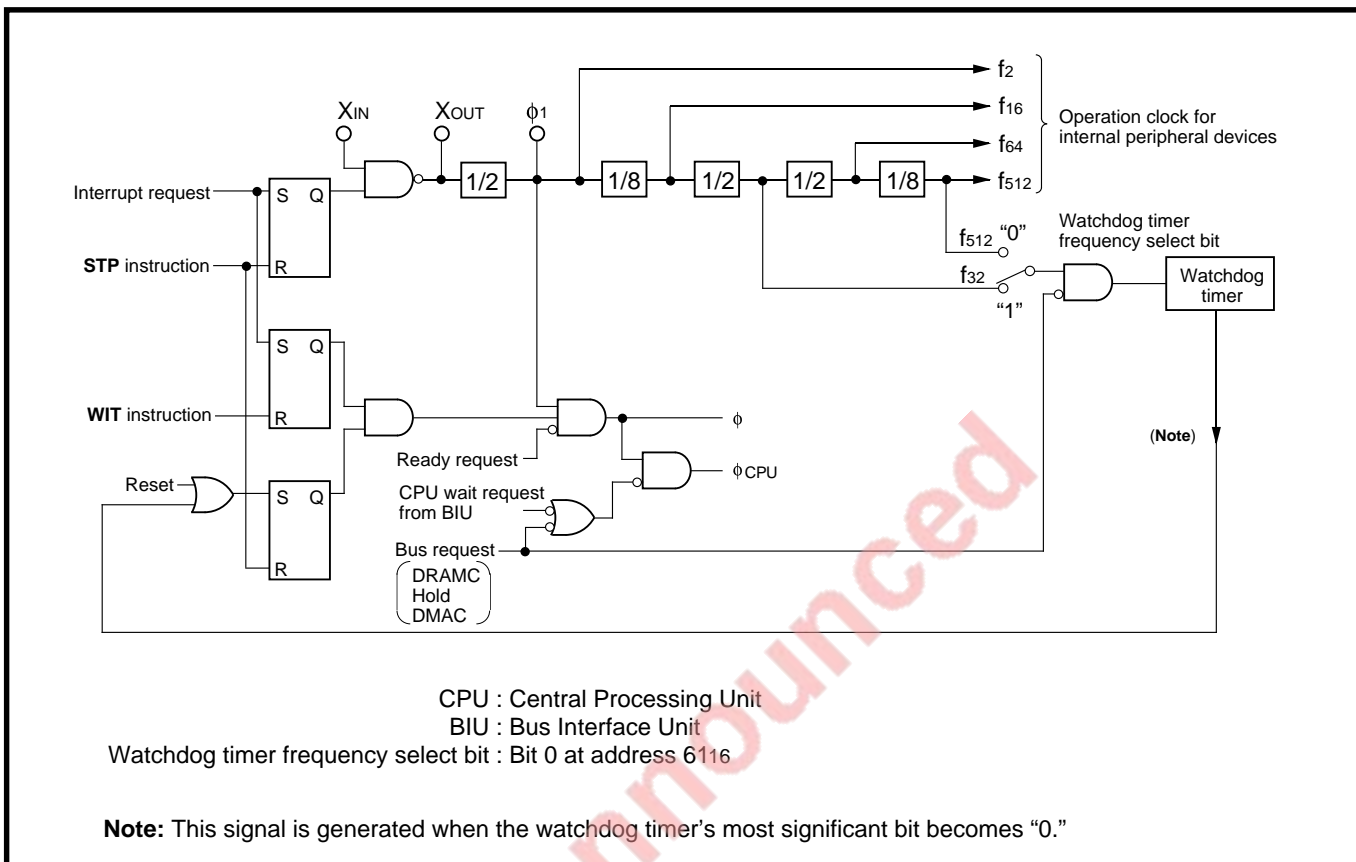 f2
XIN XOUT ϕ1
f16
Operation clock for
internal peripheral devices
f64
1/2 1/8 1/2 1/2 1/8
f512
Interrupt request
S Q
STP instruction
R
Watchdog timer
frequency select bit
f512 “0”
f32
“1”
Watchdog
timer
S Q
WIT instruction
R
ϕ
(Note)
Ready request
ϕCPU
Reset
S Q
CPU wait request
from BIU
Bus request
R
DRAMC
Hold
DMAC
CPU : Central Processing Unit
BIU : Bus Interface Unit
Watchdog timer frequency select bit : Bit 0 at address 6116
Note: This signal is generated when the watchdog timer’s most significant bit becomes “0.”
nnounced